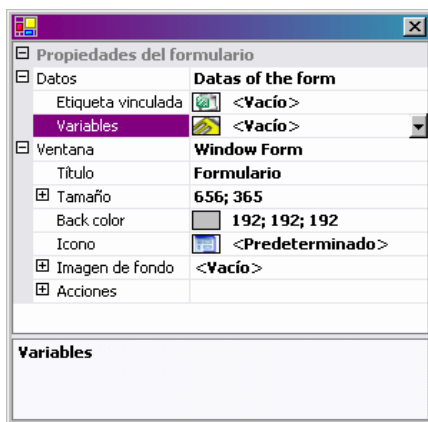 Propiedades del formulario
Datos Datas of the form
Etiqueta vinculada <Vacío>
Variables <Vacío>
Ventana Window Form
Título Formulario
Tamaño 656; 365
Back color 192; 192; 192
Icono <Predeterminado>
Imagen de fondo <Vacío>
Acciones
Variables